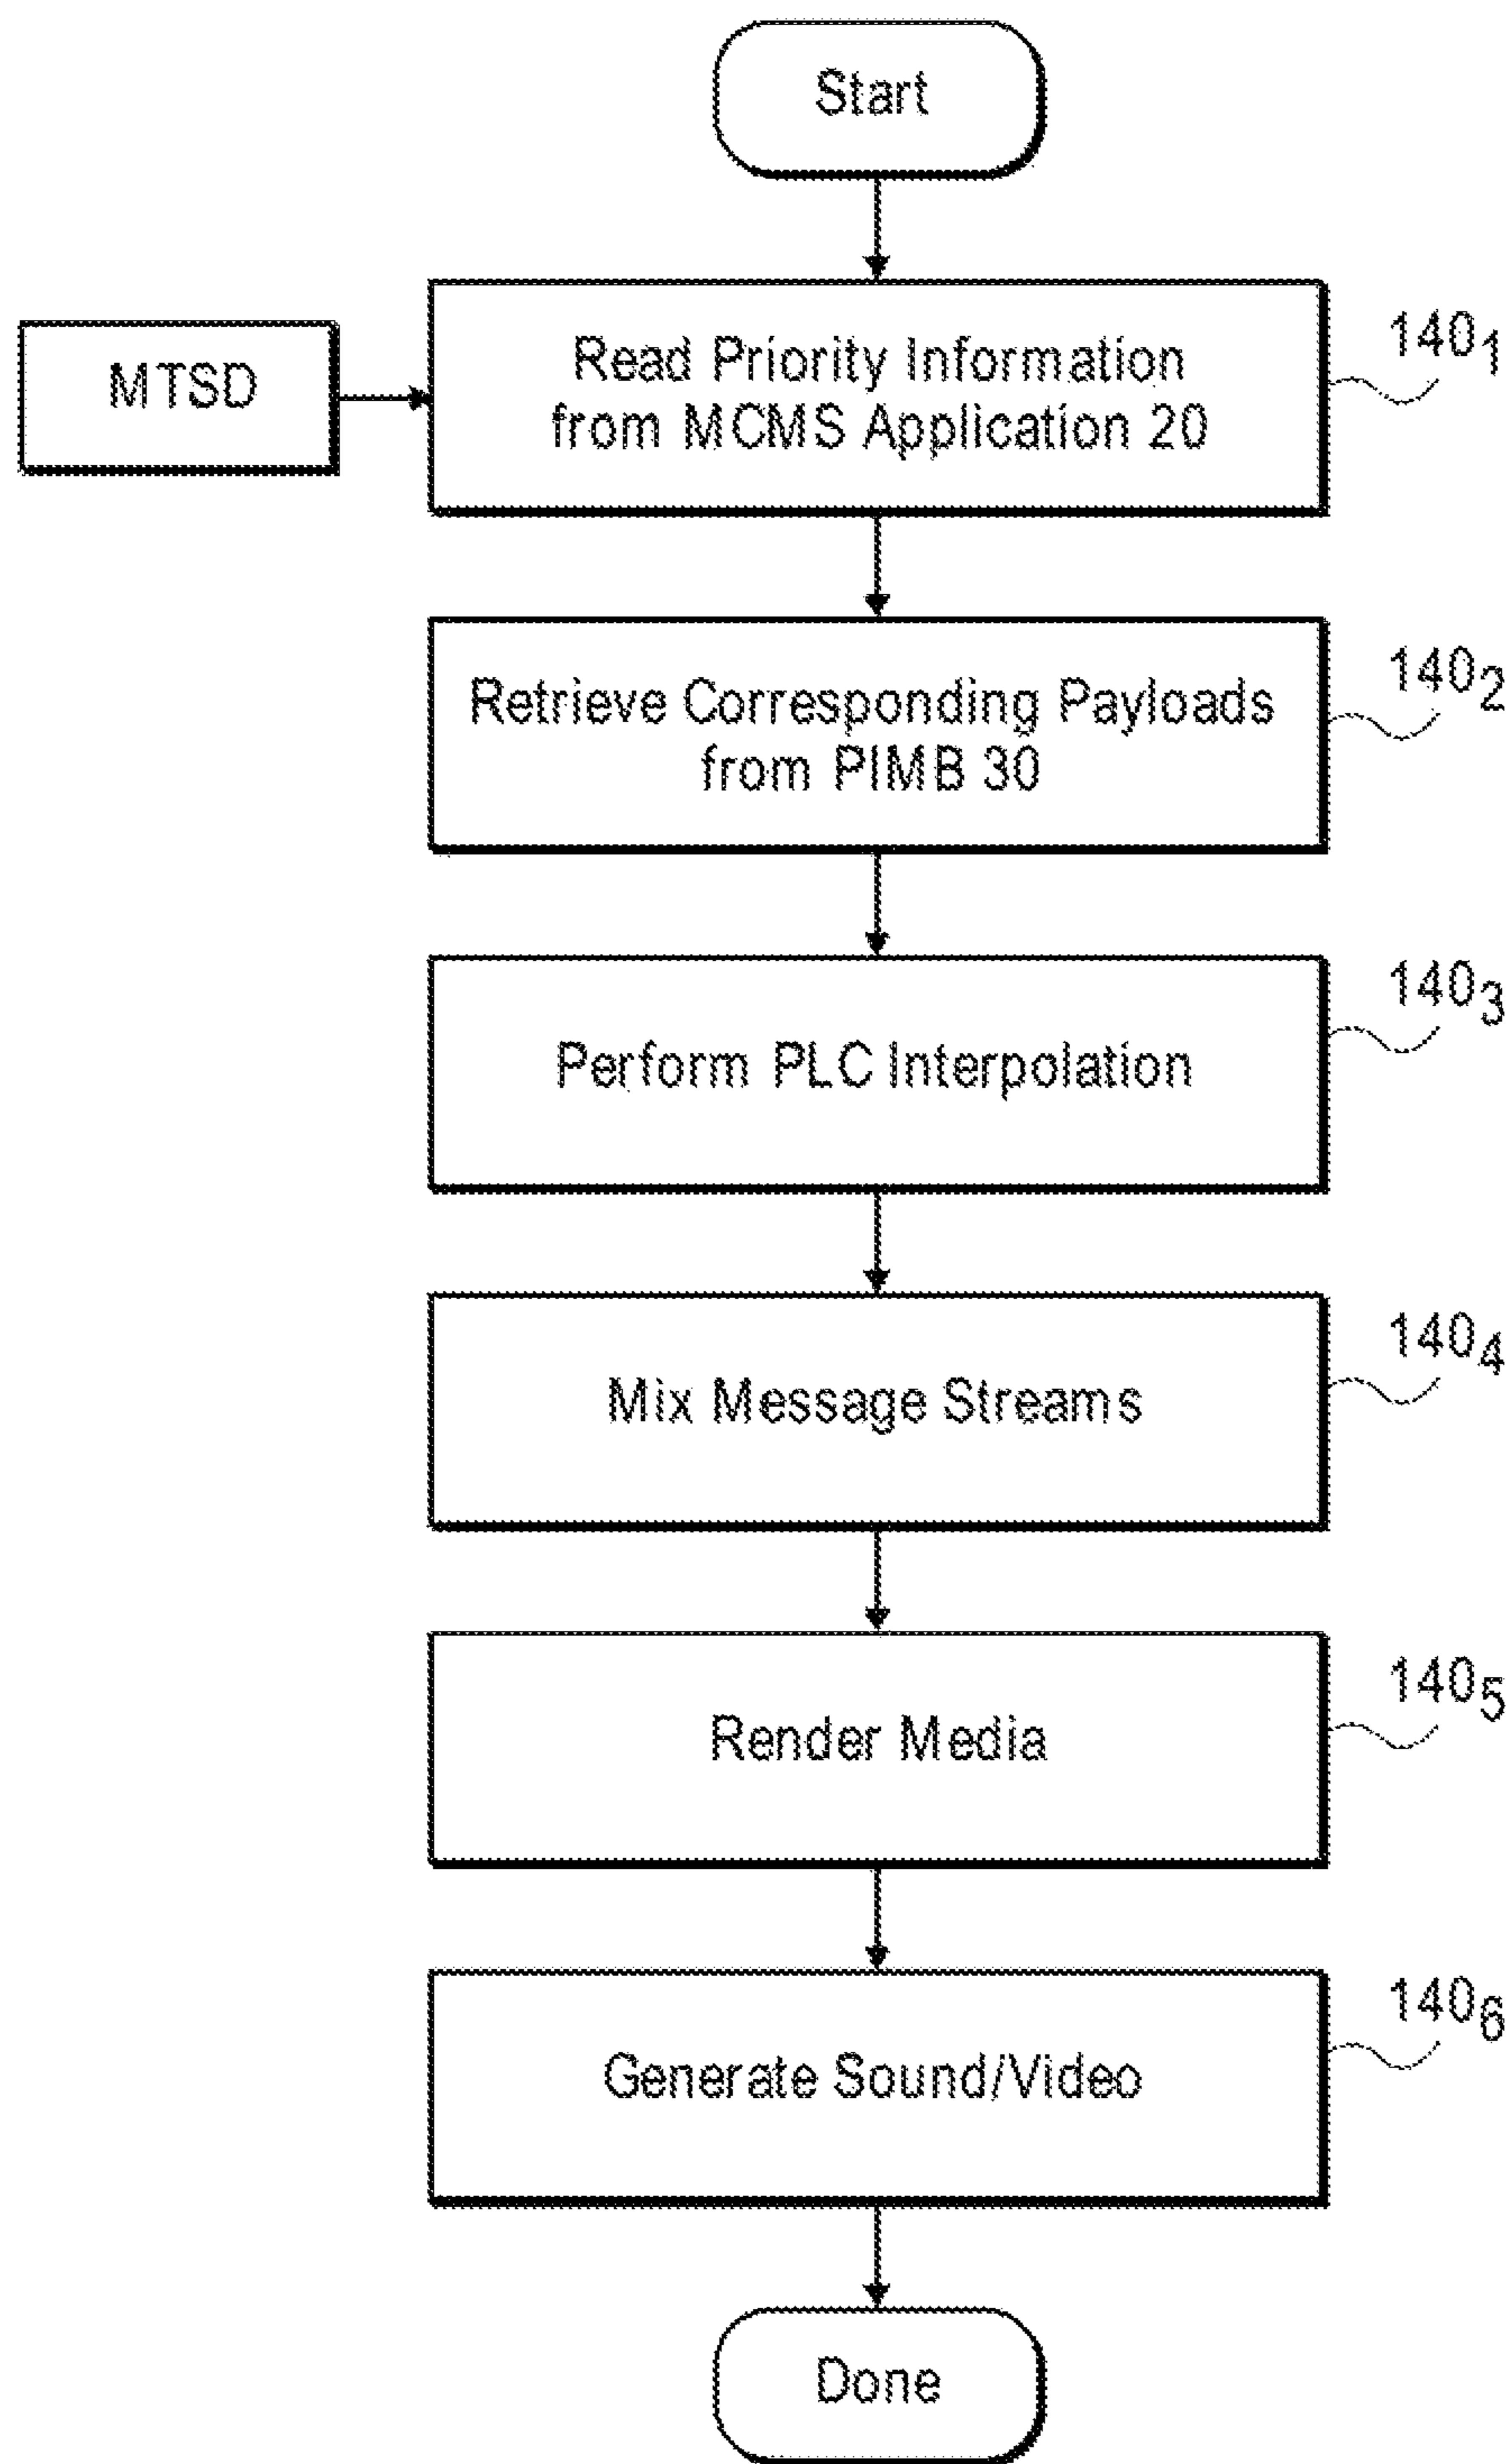 Start
MTSD
Read Priority Information
from MCMS Application 20
140₁
Retrieve Corresponding Payloads
from PIMB 30
140₂
Perform PLC Interpolation
140₃
Mix Message Streams
140₄
Render Media
140₅
Generate Sound/Video
140₆
Done